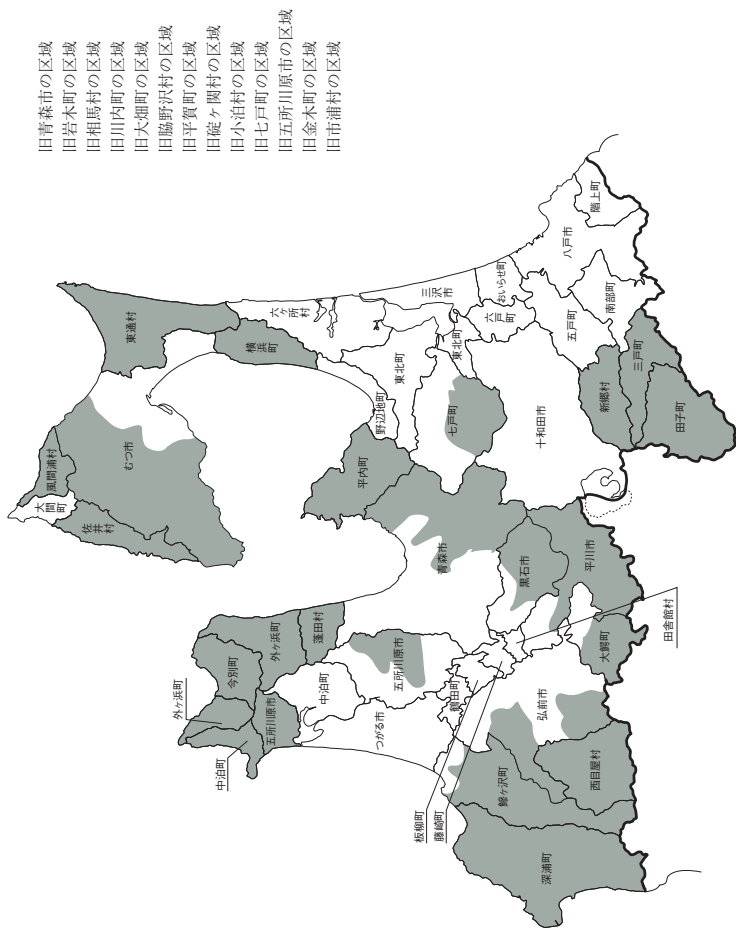 旧青森市の区域
旧岩木町の区域
旧相馬村の区域
旧川内町の区域
旧大畑町の区域
旧脇野沢村の区域
旧平賀町の区域
旧碇ヶ関村の区域
旧小泊村の区域
旧七戸町の区域
旧五所川原市の区域
旧金木町の区域
旧市浦村の区域
大間町
風間浦村
佐井村
むつ市
東通村
横浜町
六ヶ所村
野辺地町
東北町
三沢市
おいらせ町
六戸町
東北町
七戸町
十和田市
五戸町
八戸市
階上町
南部町
新郷村
三戸町
田子町
平内町
青森市
黒石市
平川市
大鰐町
田舎館村
外ヶ浜町
今別町
外ヶ浜町
蓬田村
五所川原市
中泊町
中泊町
五所川原市
つがる市
鶴田町
板柳町
藤崎町
弘前市
鰺ヶ沢町
西目屋村
深浦町